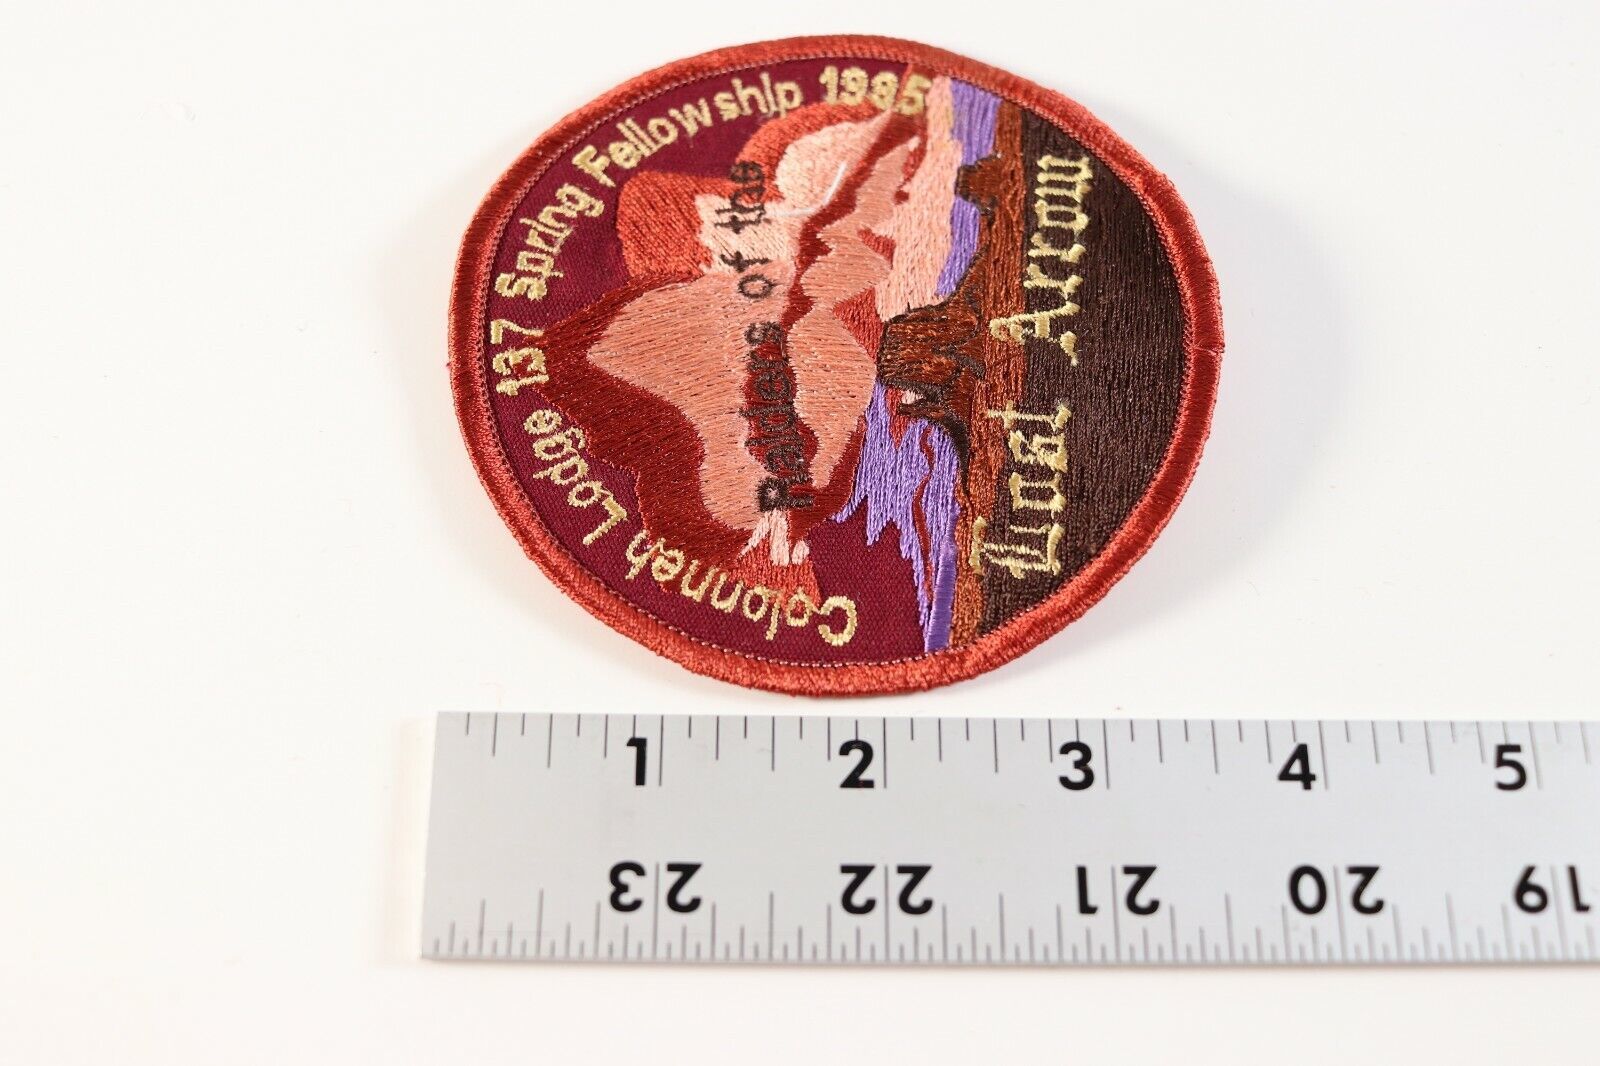 Colonneh Lodge 137 Spring Fellowship 1995
Raiders of the
Lost Arrow
1 2 3 4 5
23 22 21 20 19